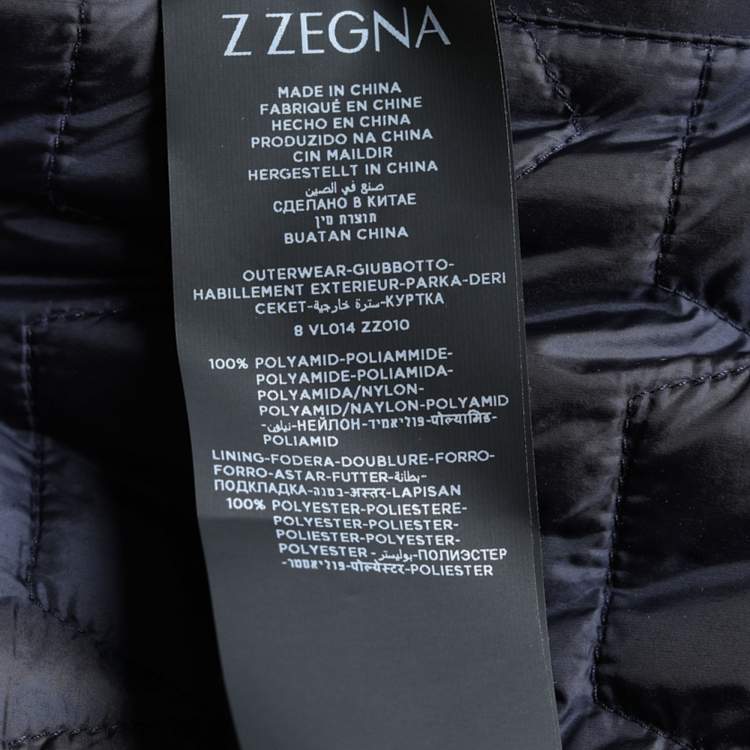 Z ZEGNA
MADE IN CHINA
FABRIQUÉ EN CHINE
HECHO EN CHINA
PRODUZIDO NA CHINA
CIN MAILDIR
HERGESTELLT IN CHINA
صنع في الصين
СДЕЛАНО В КИТАЕ
תוצרת סין
BUATAN CHINA
OUTERWEAR-GIUBBOTTO-
HABILLEMENT EXTERIEUR-PARKA-DERI
CEKET-سترة خارجية-КУРТКА
8 VL014 ZZ010
100% POLYAMID-POLIAMMIDE-
POLYAMIDE-POLIAMIDA-
POLYAMIDA/NYLON-
POLYAMID/NAYLON-POLYAMID
-نيلون-НЕЙЛОН-פוליאמיד-पोल्यामिड-
POLIAMID
LINING-FODERA-DOUBLURE-FORRO-
FORRO-ASTAR-FUTTER-بطانة-
ПОДКЛАДКА-בטנה-अस्तर-LAPISAN
100% POLYESTER-POLIESTERE-
POLYESTER-POLIESTER-
POLIESTER-POLYESTER-
POLYESTER-بوليستر-ПОЛИЭСТЕР
-פוליאסטר-पोल्येस्टर-POLIESTER